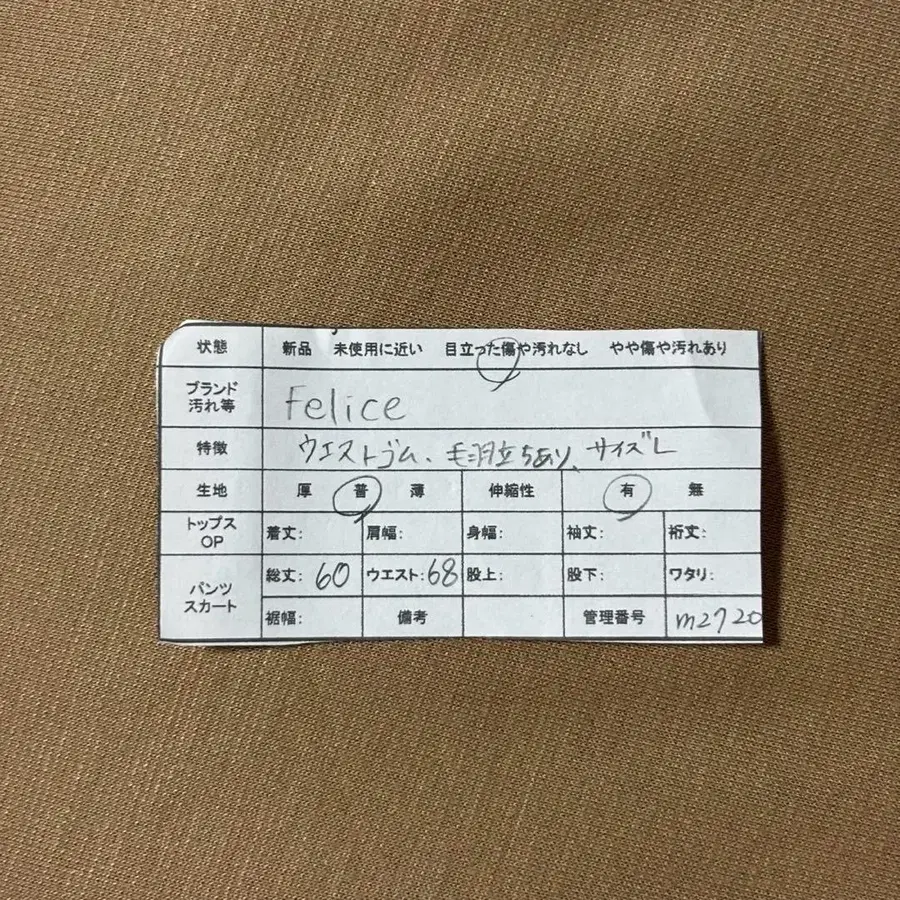 状態 新品 未使用に近い 目立った傷や汚れなし やや傷や汚れあり
ブランド
汚れ等
Felice
特徴 ウエストゴム、毛羽立ちあり、サイズL
生地 厚 普 薄 伸縮性 有 無
トップス
OP
着丈: 肩幅: 身幅: 袖丈: 裄丈:
パンツ
スカート
総丈: 60 ウエスト: 68 股上: 股下: ワタリ:
裾幅: 備考 管理番号 m2720